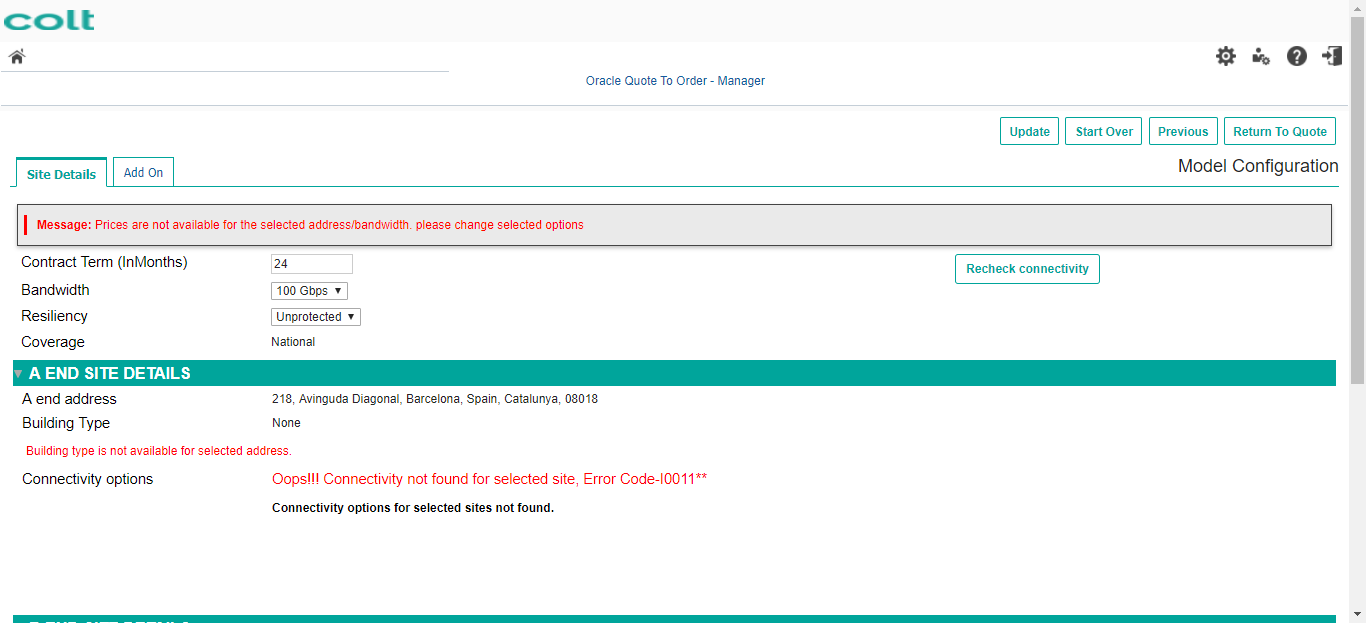 colt
Oracle Quote To Order - Manager
Update Start Over Previous Return To Quote
Site Details Add On
Model Configuration
Message: Prices are not available for the selected address/bandwidth. please change selected options
Contract Term (InMonths) 24
Recheck connectivity
Bandwidth 100 Gbps
Resiliency Unprotected
Coverage National
A END SITE DETAILS
A end address 218, Avinguda Diagonal, Barcelona, Spain, Catalunya, 08018
Building Type None
Building type is not available for selected address.
Connectivity options Oops!!! Connectivity not found for selected site, Error Code-I0011**
Connectivity options for selected sites not found.